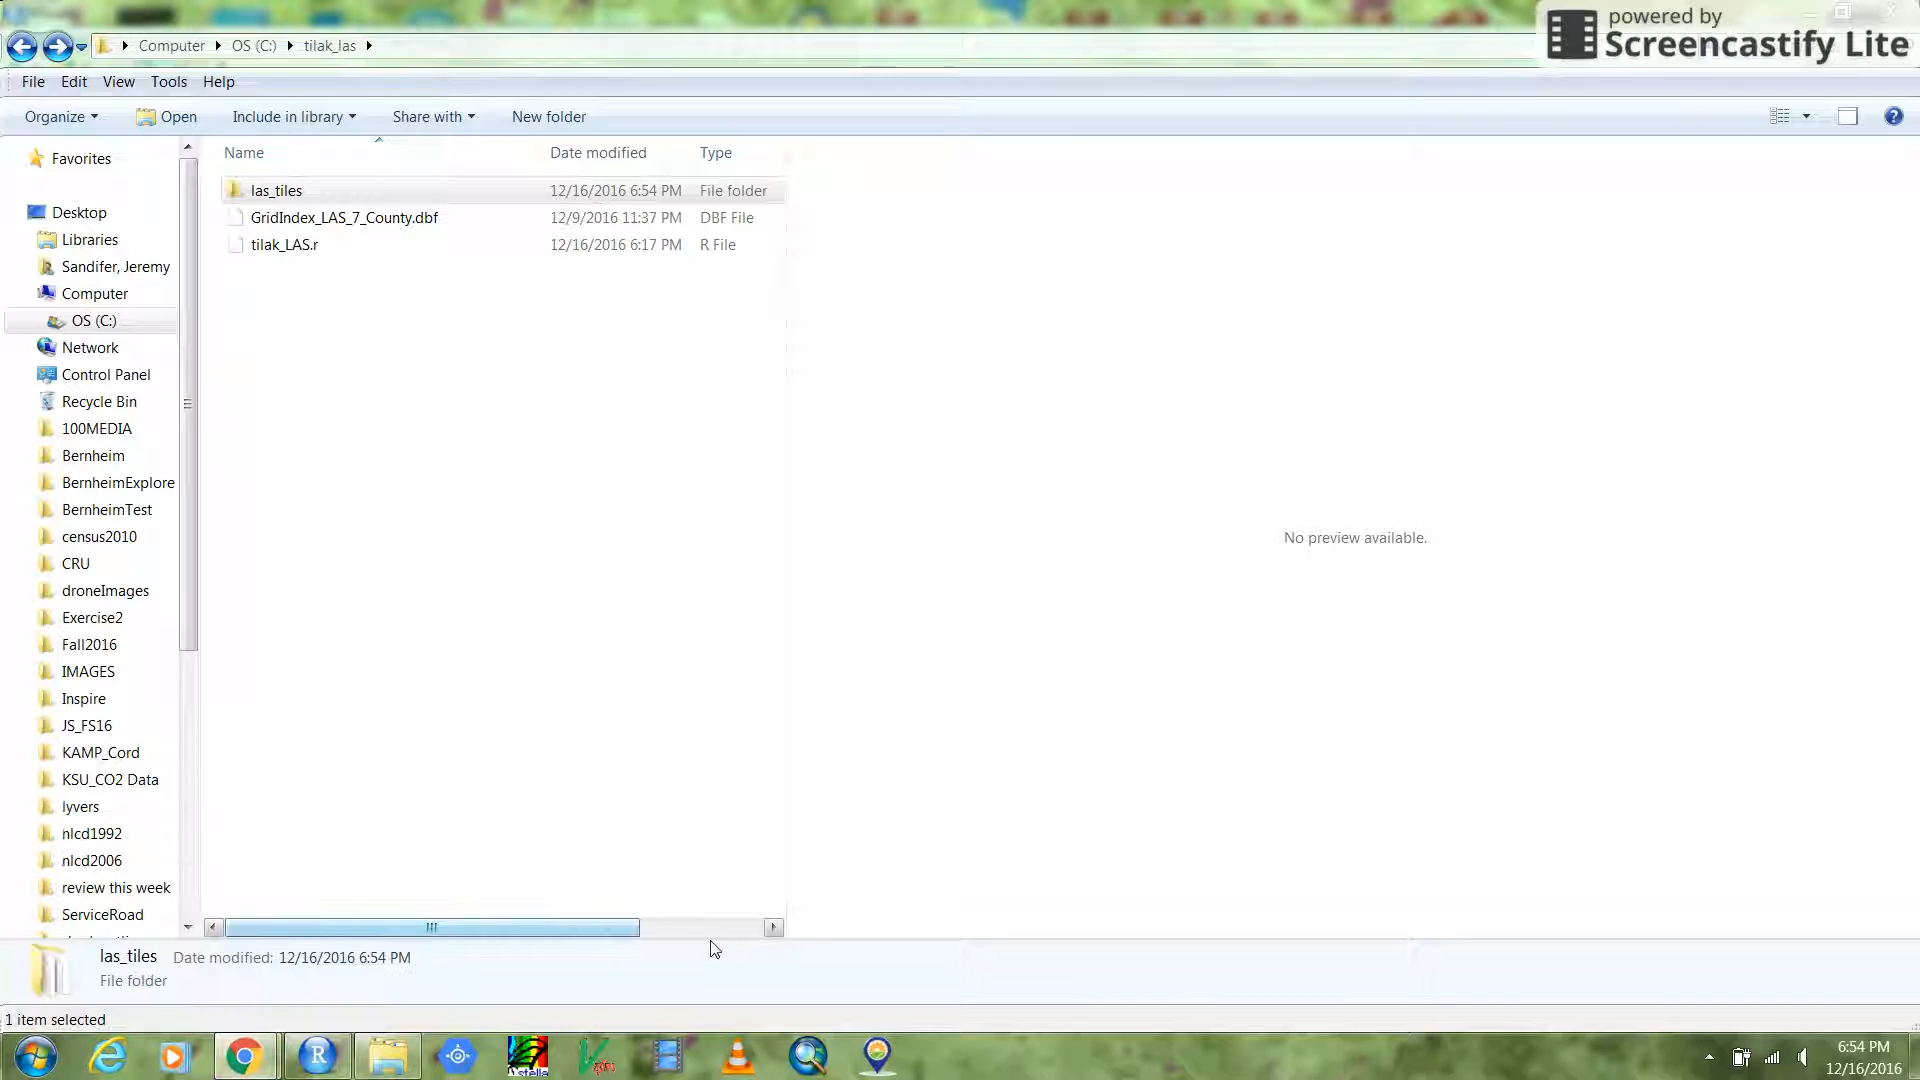 powered by
Screencastify Lite
Computer OS (C:) tilak_las
File Edit View Tools Help
Organize Open Include in library Share with New folder
Name Date modified Type
las_tiles 12/16/2016 6:54 PM File folder
GridIndex_LAS_7_County.dbf 12/9/2016 11:37 PM DBF File
tilak_LAS.r 12/16/2016 6:17 PM R File
Favorites
Desktop
Libraries
Sandifer, Jeremy
Computer
OS (C:)
Network
Control Panel
Recycle Bin
100MEDIA
Bernheim
BernheimExplore
BernheimTest
census2010
CRU
droneImages
Exercise2
Fall2016
IMAGES
Inspire
JS_FS16
KAMP_Cord
KSU_CO2 Data
lyvers
nlcd1992
nlcd2006
review this week
ServiceRoad
No preview available.
las_tiles Date modified: 12/16/2016 6:54 PM
File folder
1 item selected
stella
6:54 PM
12/16/2016